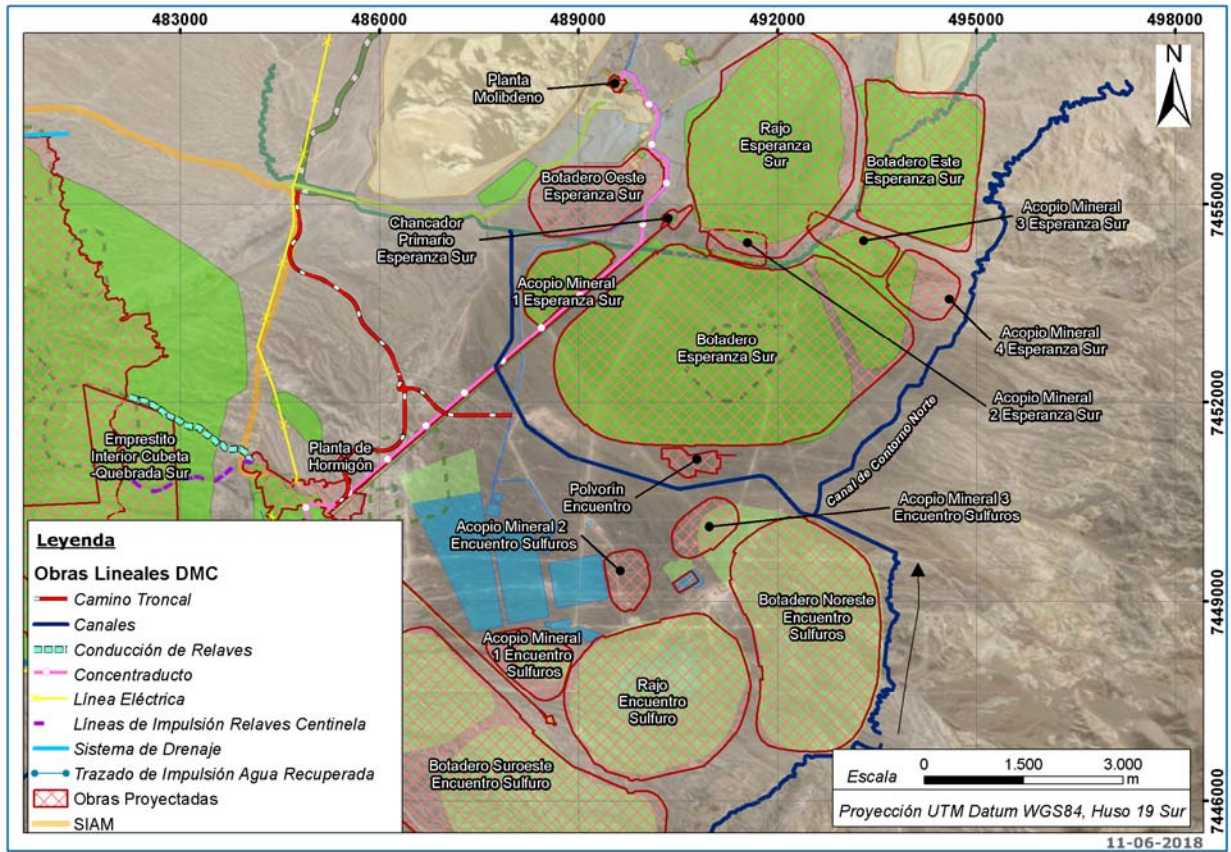 483000
486000
489000
492000
495000
498000
N
Planta
Molibdeno
Rajo
Esperanza
Sur
Botadero Este
Esperanza Sur
Botadero Oeste
Esperanza Sur
7455000
Acopio Mineral
3 Esperanza Sur
Chancador
Primario
Esperanza Sur
Acopio Mineral
1 Esperanza Sur
Botadero
Esperanza Sur
Acopio Mineral
4 Esperanza Sur
7452000
Acopio Mineral
2 Esperanza Sur
Emprestito
Interior Cubeta
-Quebrada Sur
Planta de
Hormigón
Polvorín
Encuentro
Canal de Contorno Norte
Acopio Mineral 3
Encuentro Sulfuros
Acopio Mineral 2
Encuentro Sulfuros
7449000
Botadero Noreste
Encuentro
Sulfuros
Acopio Mineral
1 Encuentro
Sulfuros
Rajo
Encuentro
Sulfuro
Botadero Suroeste
Encuentro Sulfuro
7446000
Leyenda
Obras Lineales DMC
Camino Troncal
Canales
Conducción de Relaves
Concentraducto
Línea Eléctrica
Líneas de Impulsión Relaves Centinela
Sistema de Drenaje
Trazado de Impulsión Agua Recuperada
Obras Proyectadas
SIAM
Escala 0 1.500 3.000
m
Proyección UTM Datum WGS84, Huso 19 Sur
11-06-2018